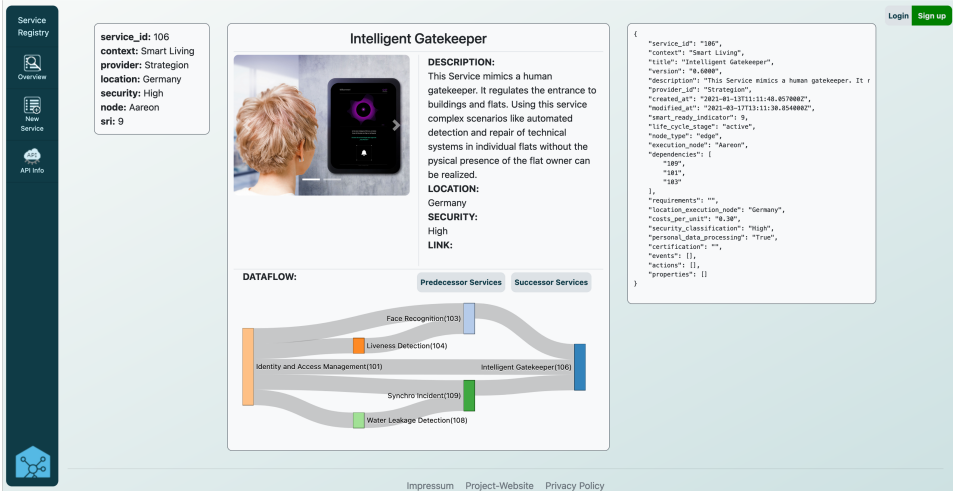 Login
Sign up
Service
Registry
Overview
New
Service
API
API Info
service_id: 106
context: Smart Living
provider: Strategion
location: Germany
security: High
node: Aareon
sri: 9
Intelligent Gatekeeper
DESCRIPTION:
This Service mimics a human
gatekeeper. It regulates the entrance to
buildings and flats. Using this service
complex scenarios like automated
detection and repair of technical
systems in individual flats without the
pysical presence of the flat owner can
be realized.
LOCATION:
Germany
SECURITY:
High
LINK:
DATAFLOW:
Predecessor Services
Successor Services
Face Recognition(103)
Liveness Detection(104)
Identity and Access Management(101)
Intelligent Gatekeeper(106)
Synchro Incident(109)
Water Leakage Detection(108)
{
"service_id": "106",
"context": "Smart Living",
"title": "Intelligent Gatekeeper",
"version": "0.6000",
"description": "This Service mimics a human gatekeeper. It r
"provider_id": "Strategion",
"created_at": "2021-01-13T11:11:48.057000Z",
"modified_at": "2021-03-17T13:11:30.854000Z",
"smart_ready_indicator": 9,
"life_cycle_stage": "active",
"node_type": "edge",
"execution_node": "Aareon",
"dependencies": [
"109",
"101",
"103"
],
"requirements": "",
"location_execution_node": "Germany",
"costs_per_unit": "0.30",
"security_classification": "High",
"personal_data_processing": "True",
"certification": "",
"events": [],
"actions": [],
"properties": []
}
Impressum Project-Website Privacy Policy